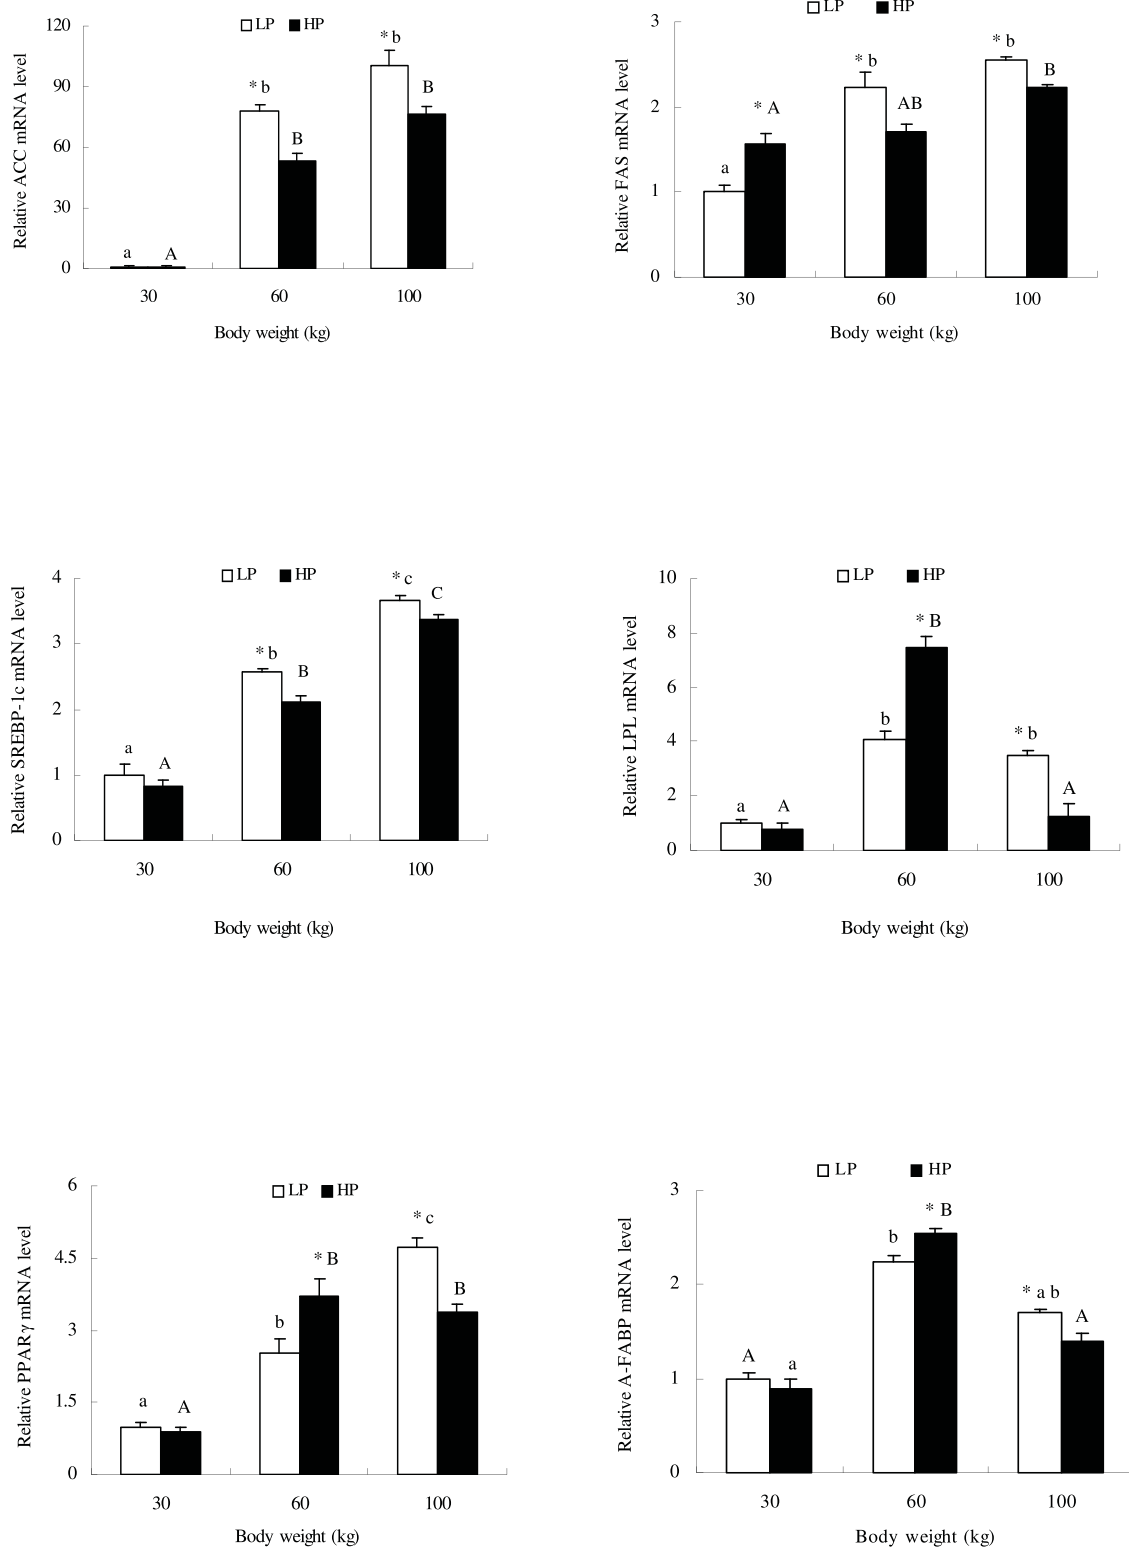 LP HP
120
90
60
30
0
Relative ACC mRNA level
a A
* b B
* b B
30 60 100
Body weight (kg)
LP HP
3
2
1
0
Relative FAS mRNA level
a * A
* b AB
* b B
30 60 100
Body weight (kg)
LP HP
4
3
2
1
0
Relative SREBP-1c mRNA level
a A
* b B
* c C
30 60 100
Body weight (kg)
LP HP
10
8
6
4
2
0
Relative LPL mRNA level
a A
b * B
* b A
30 60 100
Body weight (kg)
LP HP
6
4.5
3
1.5
0
Relative PPARγ mRNA level
a A
b * B
* c B
30 60 100
Body weight (kg)
LP HP
3
2
1
0
Relative A-FABP mRNA level
A a
b * B
* a b A
30 60 100
Body weight (kg)